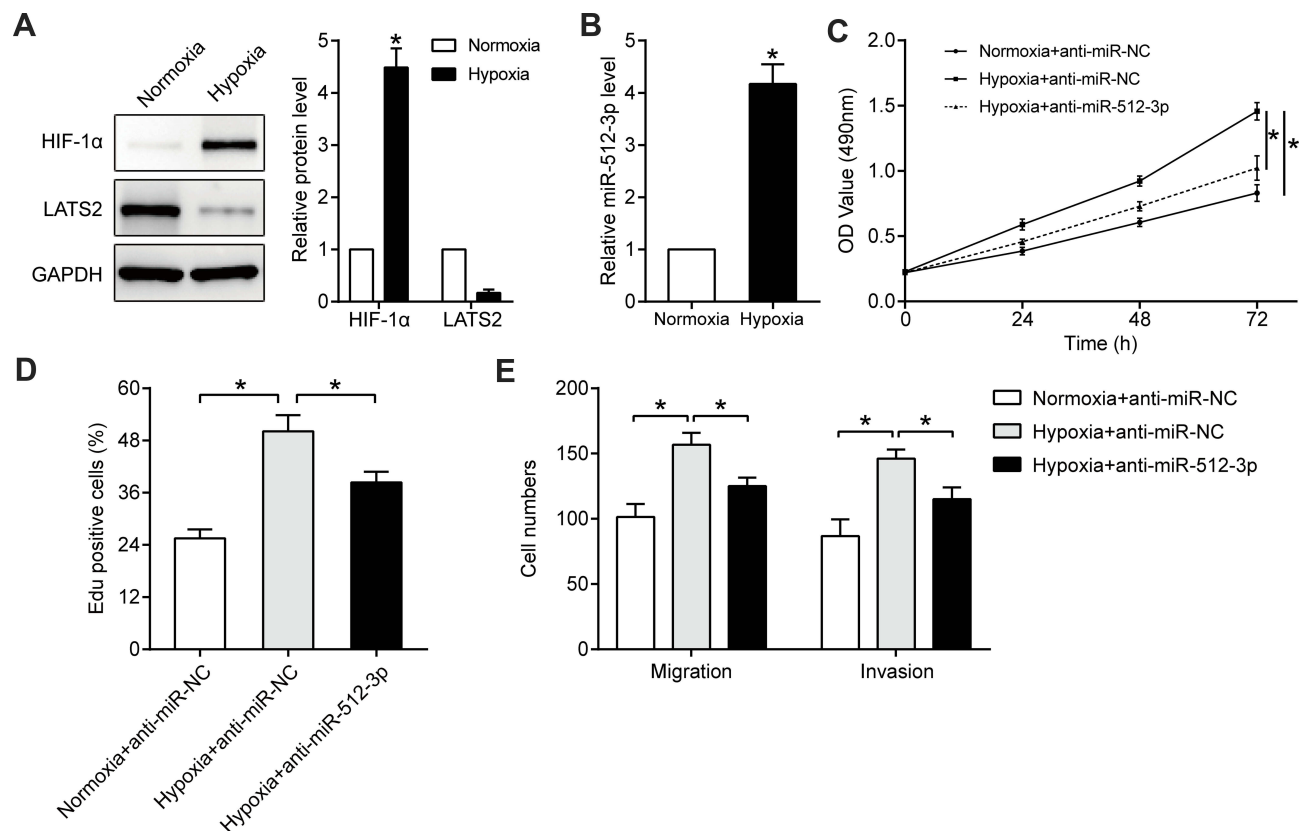 A
Normoxia
Hypoxia
HIF-1α
LATS2
GAPDH
Relative protein level
5
4
3
2
1
0
*
HIF-1α
LATS2
Normoxia
Hypoxia
B
Relative miR-512-3p level
5
4
3
2
1
0
*
Normoxia
Hypoxia
C
OD Value (490nm)
2.0
1.5
1.0
0.5
0.0
Normoxia+anti-miR-NC
Hypoxia+anti-miR-NC
Hypoxia+anti-miR-512-3p
*
*
0
24
48
72
Time (h)
D
Edu positive cells (%)
60
48
36
24
12
0
*
*
Normoxia+anti-miR-NC
Hypoxia+anti-miR-NC
Hypoxia+anti-miR-512-3p
E
Cell numbers
200
150
100
50
0
*
*
*
*
Migration
Invasion
Normoxia+anti-miR-NC
Hypoxia+anti-miR-NC
Hypoxia+anti-miR-512-3p